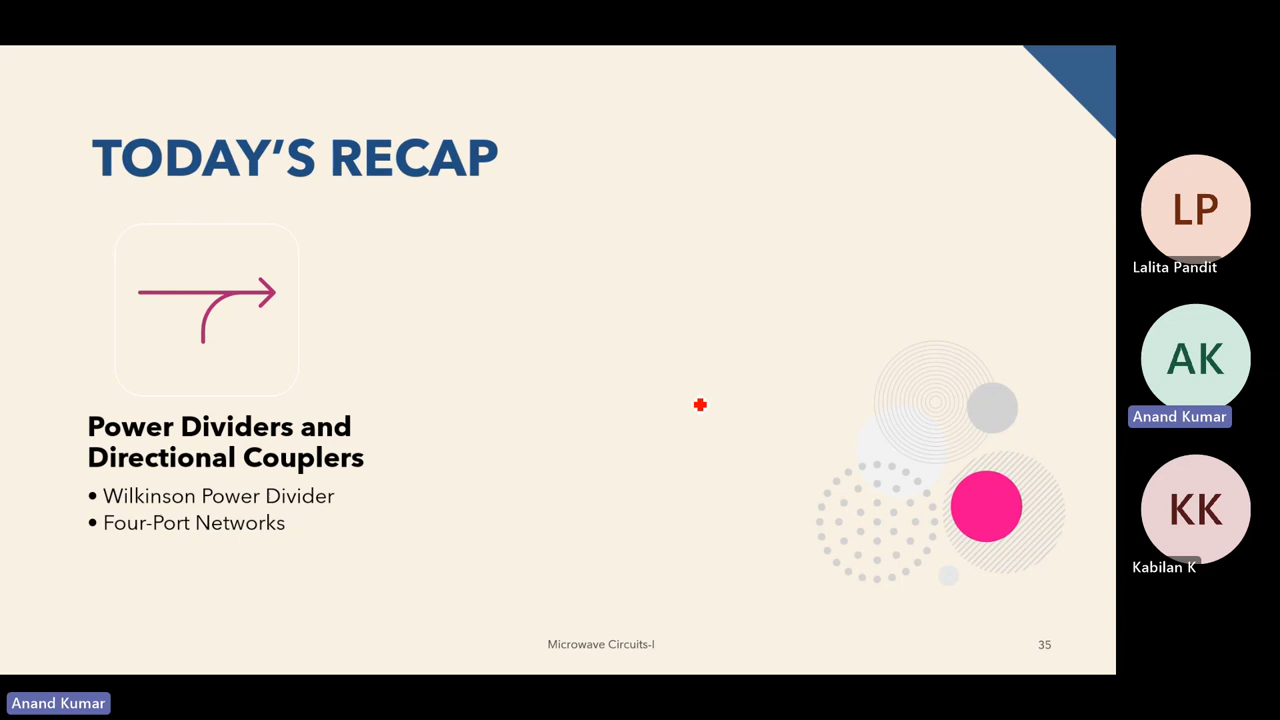 TODAY'S RECAP
Power Dividers and
Directional Couplers
• Wilkinson Power Divider
• Four-Port Networks
Microwave Circuits-I
35
LP
Lalita Pandit
AK
Anand Kumar
KK
Kabilan K
Anand Kumar